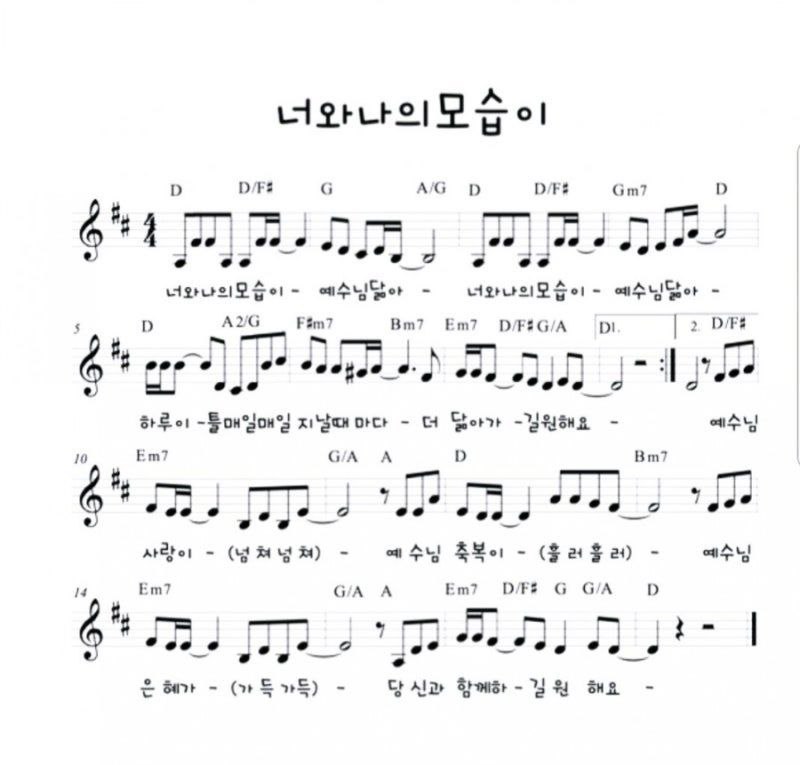 너와나의모습이
D D/F# G A/G D D/F# Gm7 D
너와나의모습이 - 예수님닮아 - 너와나의모습이 - 예수님닮아 -
5 D A2/G F#m7 Bm7 Em7 D/F# G/A D1. 2. D/F#
하루이 - 틀매일매일 지날때 마다 - 더 닮아가 - 길원해요 - 예수님
10 Em7 G/A A D Bm7
사랑이 - (넘쳐넘쳐) - 예수님 축복이 - (흘러흘러) - 예수님
14 Em7 G/A A Em7 D/F# G G/A D
은혜가 - (가득가득) - 당신과 함께하 - 길원 해요 -